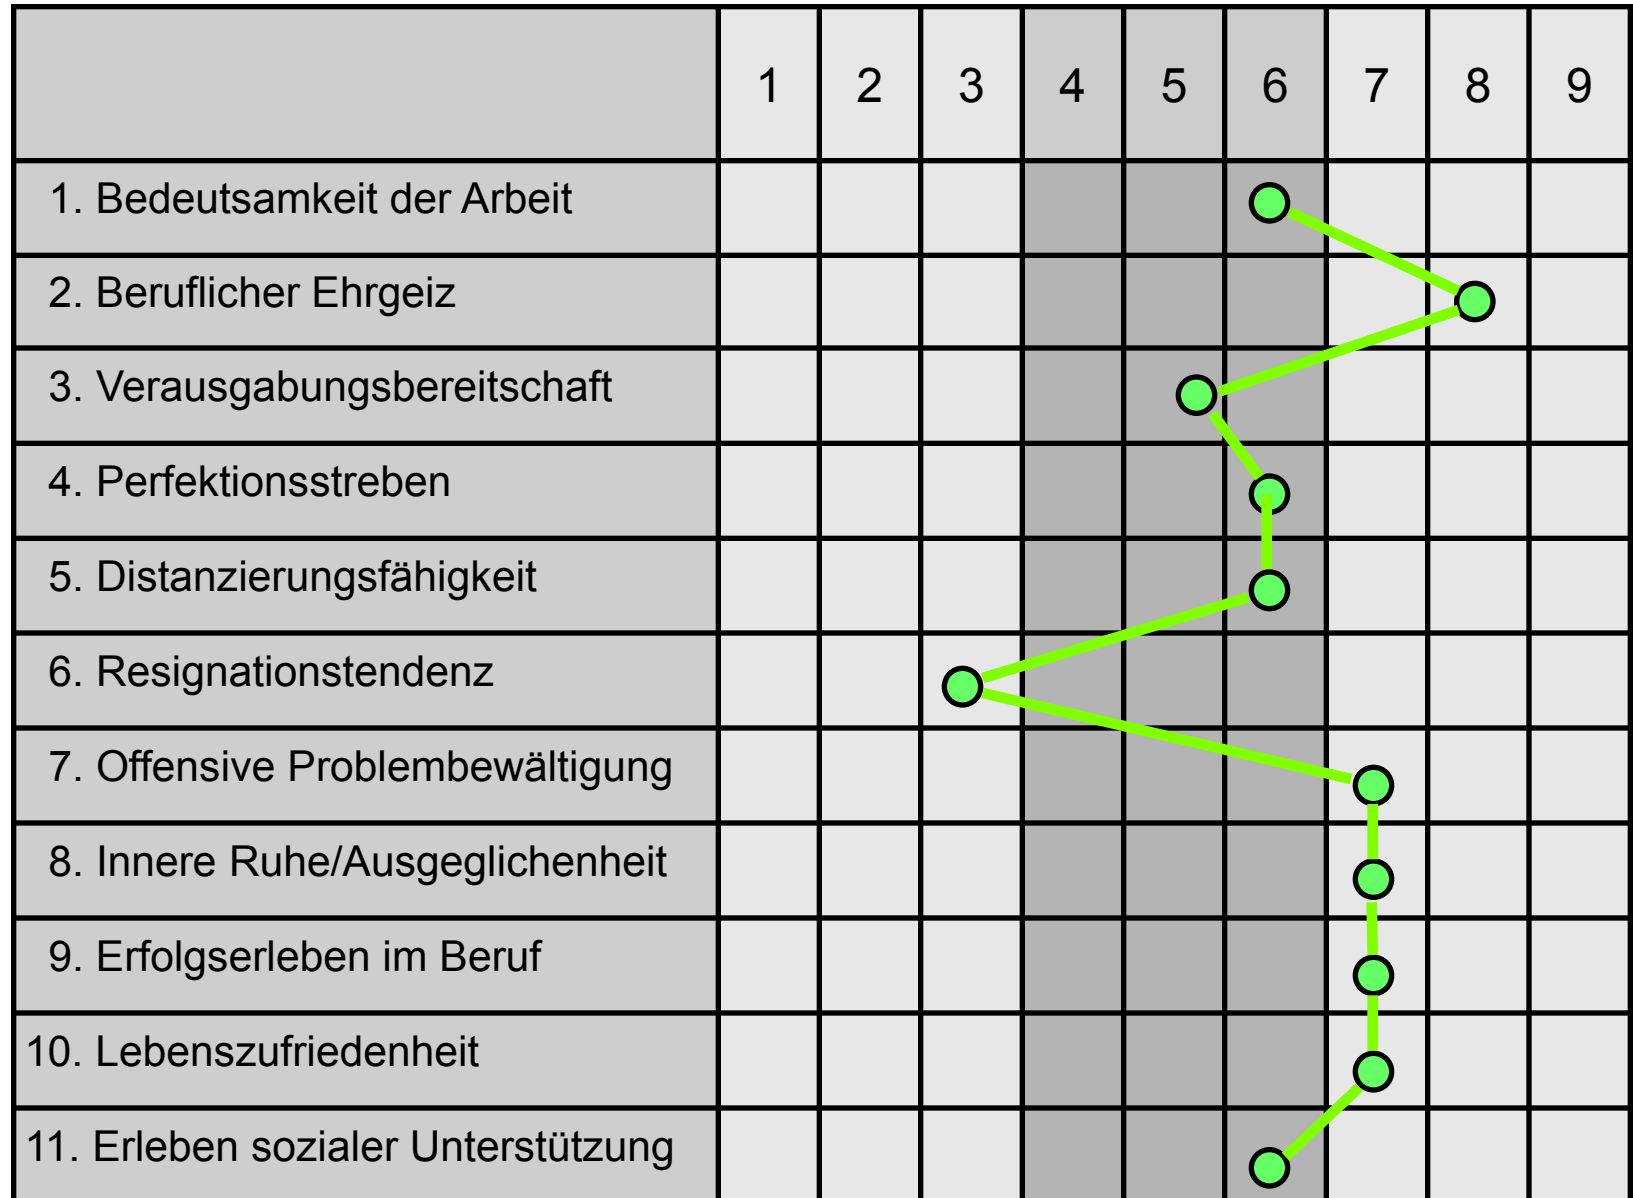 1 2 3 4 5 6 7 8 9
1. Bedeutsamkeit der Arbeit
2. Beruflicher Ehrgeiz
3. Verausgabungsbereitschaft
4. Perfektionsstreben
5. Distanzierungsfähigkeit
6. Resignationstendenz
7. Offensive Problembewältigung
8. Innere Ruhe/Ausgeglichenheit
9. Erfolgserleben im Beruf
10. Lebenszufriedenheit
11. Erleben sozialer Unterstützung